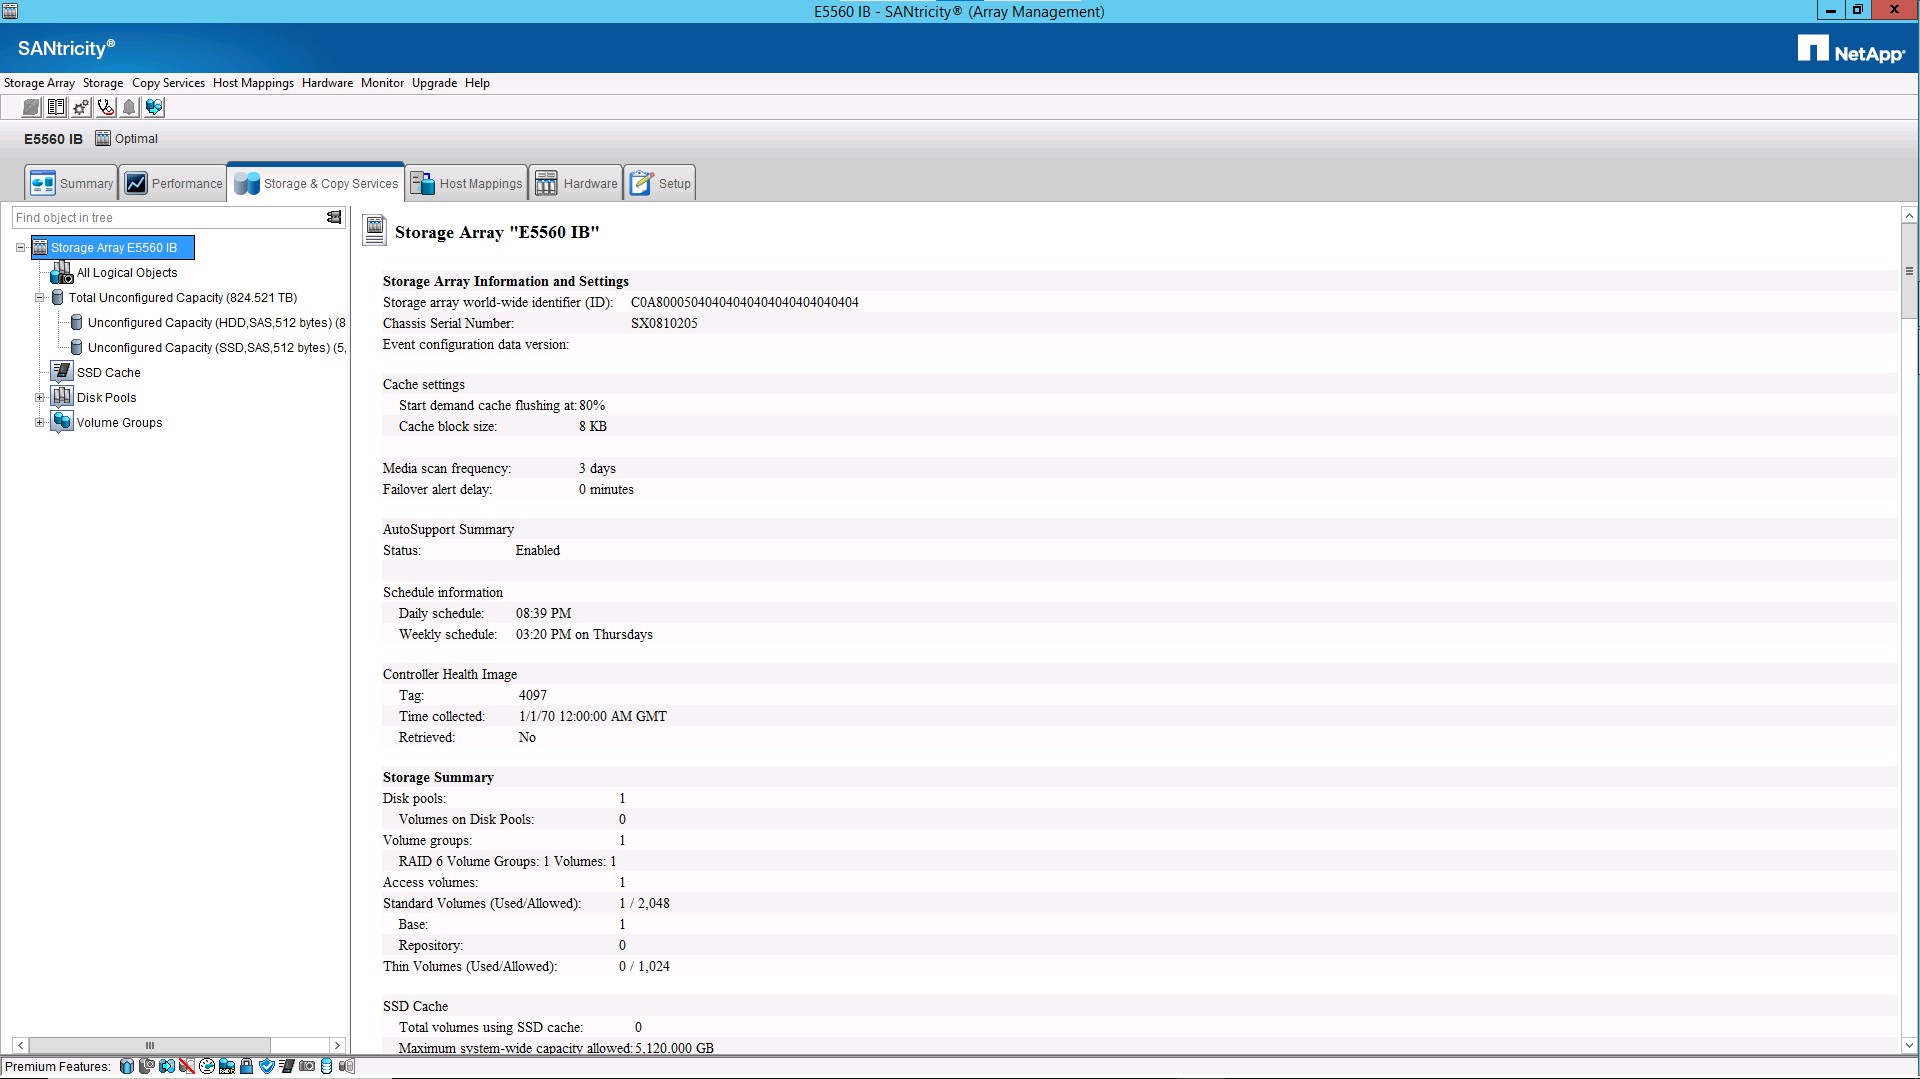 E5560 IB - SANtricity® (Array Management)
SANtricity®
NetApp®
Storage Array Storage Copy Services Host Mappings Hardware Monitor Upgrade Help
E5560 IB Optimal
Summary Performance Storage & Copy Services Host Mappings Hardware Setup
Find object in tree
Storage Array E5560 IB
All Logical Objects
Total Unconfigured Capacity (824.521 TB)
Unconfigured Capacity (HDD,SAS,512 bytes) (8
Unconfigured Capacity (SSD,SAS,512 bytes) (5,
SSD Cache
Disk Pools
Volume Groups
Storage Array "E5560 IB"
Storage Array Information and Settings
Storage array world-wide identifier (ID): C0A80005040404040404040404040404
Chassis Serial Number: SX0810205
Event configuration data version:
Cache settings
Start demand cache flushing at: 80%
Cache block size: 8 KB
Media scan frequency: 3 days
Failover alert delay: 0 minutes
AutoSupport Summary
Status: Enabled
Schedule information
Daily schedule: 08:39 PM
Weekly schedule: 03:20 PM on Thursdays
Controller Health Image
Tag: 4097
Time collected: 1/1/70 12:00:00 AM GMT
Retrieved: No
Storage Summary
Disk pools: 1
Volumes on Disk Pools: 0
Volume groups: 1
RAID 6 Volume Groups: 1 Volumes: 1
Access volumes: 1
Standard Volumes (Used/Allowed): 1 / 2,048
Base: 1
Repository: 0
Thin Volumes (Used/Allowed): 0 / 1,024
SSD Cache
Total volumes using SSD cache: 0
Maximum system-wide capacity allowed: 5,120.000 GB
Premium Features: